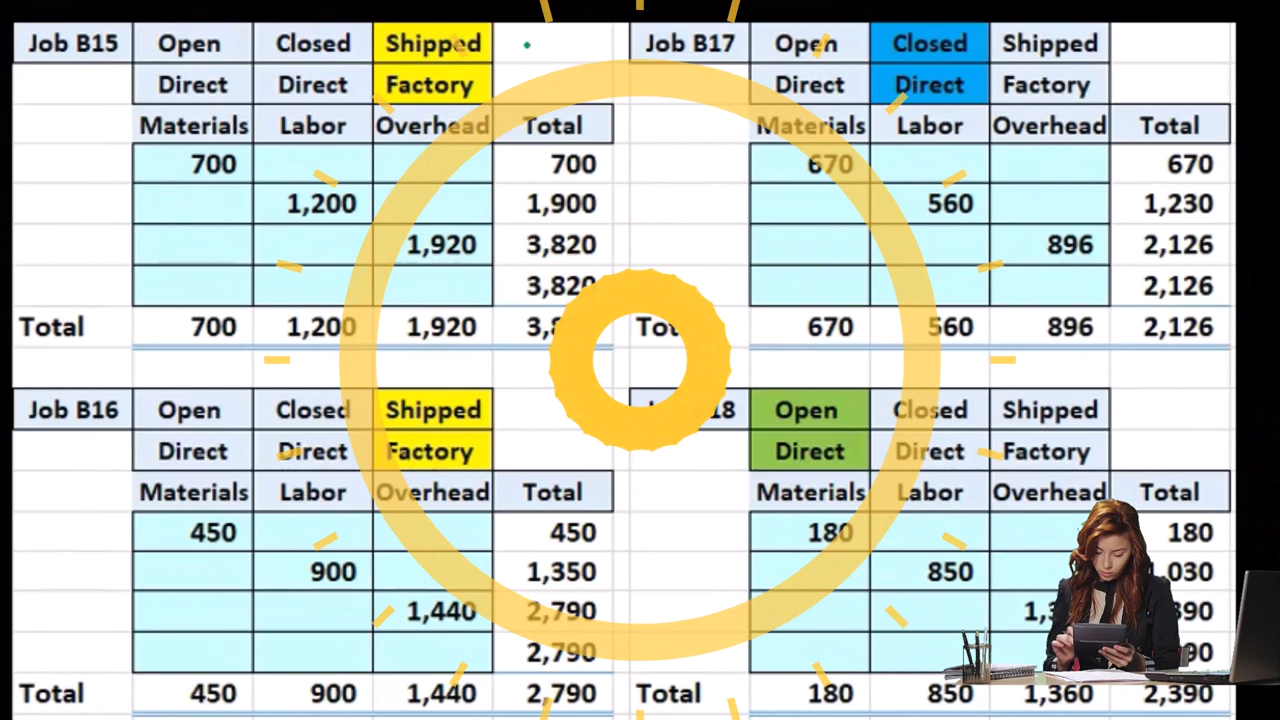 Job B15 Open Closed Shipped
Direct Direct Factory
Materials Labor Overhead Total
700 700
1,200 1,900
1,920 3,820
3,820
Total 700 1,200 1,920
Job B17 Open Closed Shipped
Direct Direct Factory
Materials Labor Overhead Total
670 670
560 1,230
896 2,126
2,126
670 560 896 2,126
Job B16 Open Closed Shipped
Direct Direct Factory
Materials Labor Overhead Total
450 450
900 1,350
1,440 2,790
2,790
Total 450 900 1,440 2,790
Open Closed Shipped
Direct Direct Factory
Materials Labor Overhead Total
180 180
850
Total 180 850 1,360 2,390